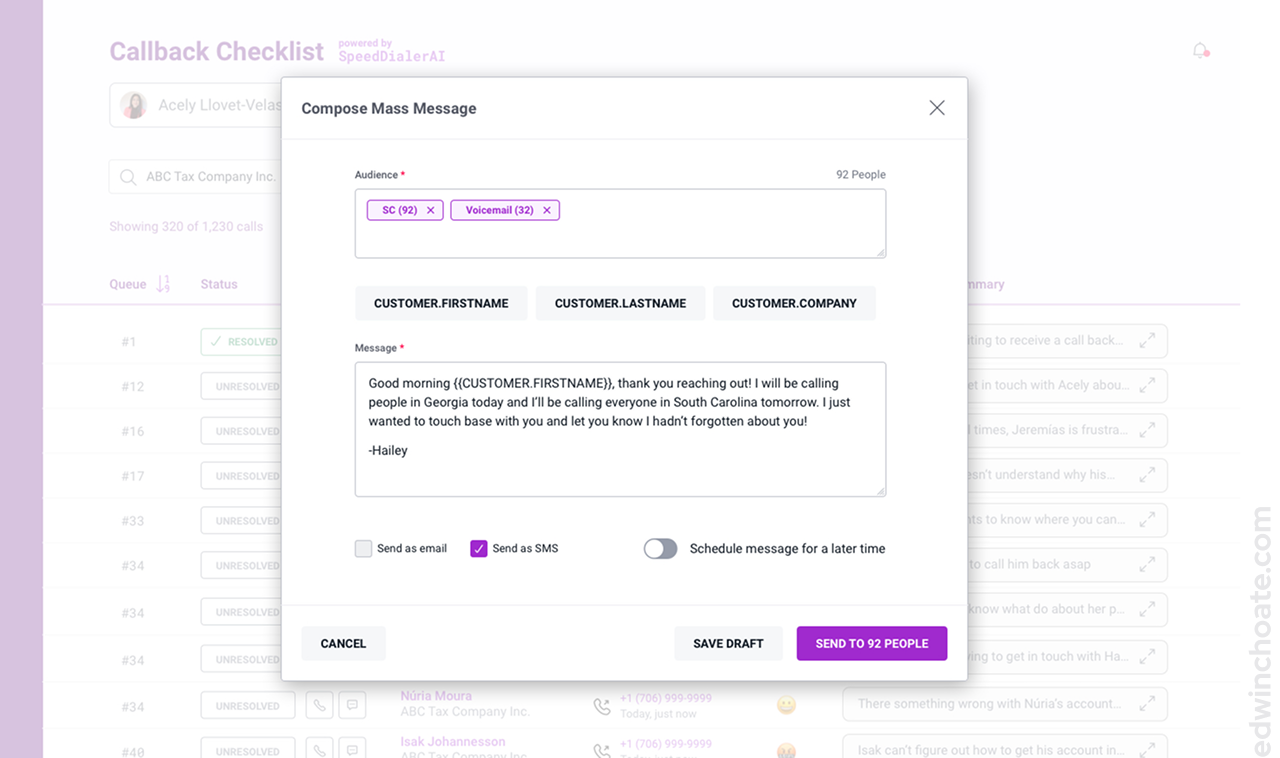 Callback Checklist
powered by
SpeedDialerAI
Acely Llovet-Velas
ABC Tax Company Inc.
Showing 320 of 1,230 calls
Compose Mass Message
Audience *
92 People
SC (92)
Voicemail (32)
CUSTOMER.FIRSTNAME
CUSTOMER.LASTNAME
CUSTOMER.COMPANY
Message *
Good morning {{CUSTOMER.FIRSTNAME}}, thank you reaching out! I will be calling
people in Georgia today and I’ll be calling everyone in South Carolina tomorrow. I just
wanted to touch base with you and let you know I hadn’t forgotten about you!
-Hailey
Send as email
Send as SMS
Schedule message for a later time
CANCEL
SAVE DRAFT
SEND TO 92 PEOPLE
Queue
Status
#1
RESOLVED
to receive a call back...
#12
UNRESOLVED
in touch with Acely abou...
#16
UNRESOLVED
times, Jeremías is frustra...
#17
UNRESOLVED
understand why his...
#33
UNRESOLVED
to know where you can...
#34
UNRESOLVED
to call him back asap
#34
UNRESOLVED
know what do about her p...
#34
UNRESOLVED
to get in touch with Ha...
#34
UNRESOLVED
Núria Moura
ABC Tax Company Inc.
+1 (706) 999-9999
Today, just now
There something wrong with Núria’s account...
#40
UNRESOLVED
Isak Johannesson
ABC Tax Company Inc.
+1 (706) 999-9999
Today, just now
Isak can’t figure out how to get his account in...
edwinchoate.com